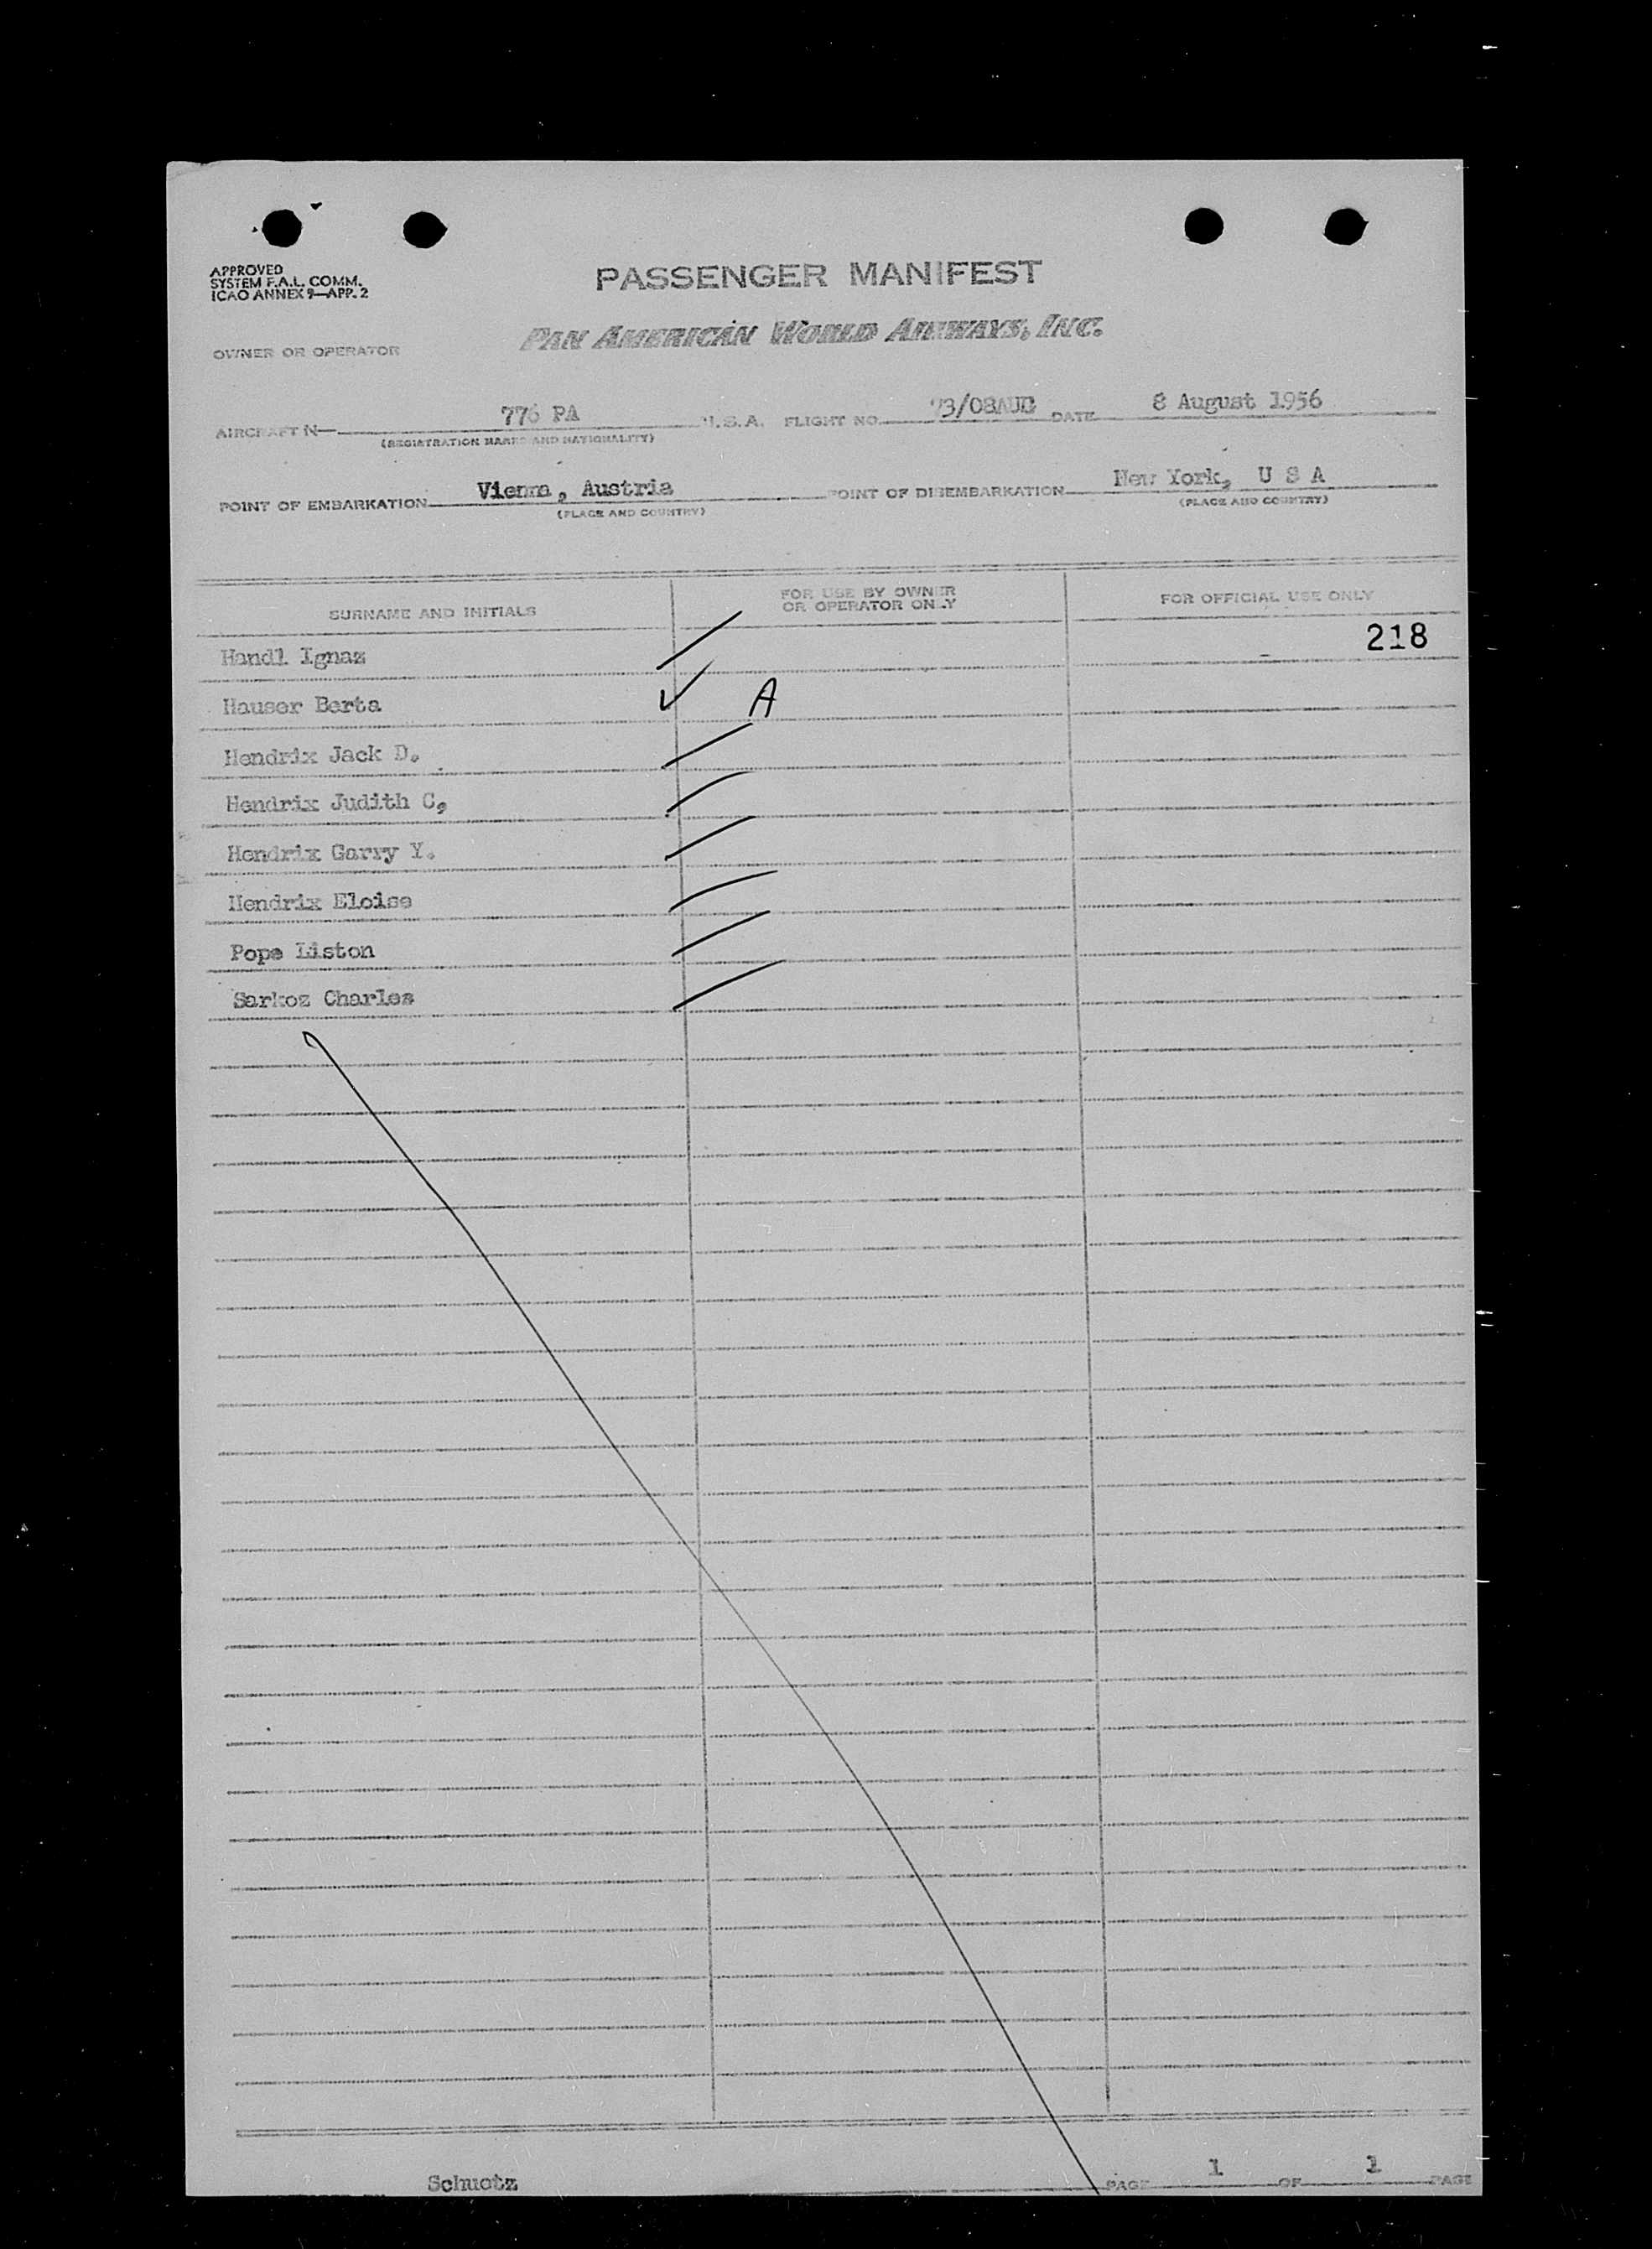 APPROVED
SYSTEM F.A.L. COMM.
ICAO ANNEX 9—APP. 2
PASSENGER MANIFEST
PAN AMERICAN WORLD AIRWAYS, INC.
OWNER OR OPERATOR
AIRCRAFT N— 776 PA U.S.A. FLIGHT NO. 73/08AUG DATE 8 August 1956
(REGISTRATION MARKS AND NATIONALITY)
POINT OF EMBARKATION Vienna, Austria POINT OF DISEMBARKATION New York, U S A
(PLACE AND COUNTRY) (PLACE AND COUNTRY)
SURNAME AND INITIALS FOR USE BY OWNER OR OPERATOR ONLY FOR OFFICIAL USE ONLY
Handl Ignaz 218
Hauser Berta A
Hendrix Jack D.
Hendrix Judith C,
Hendrix Garry Y.
Hendrix Eloise
Pope Liston
Sarkoz Charles
Schuetz PAGE 1 OF 1 PAGE